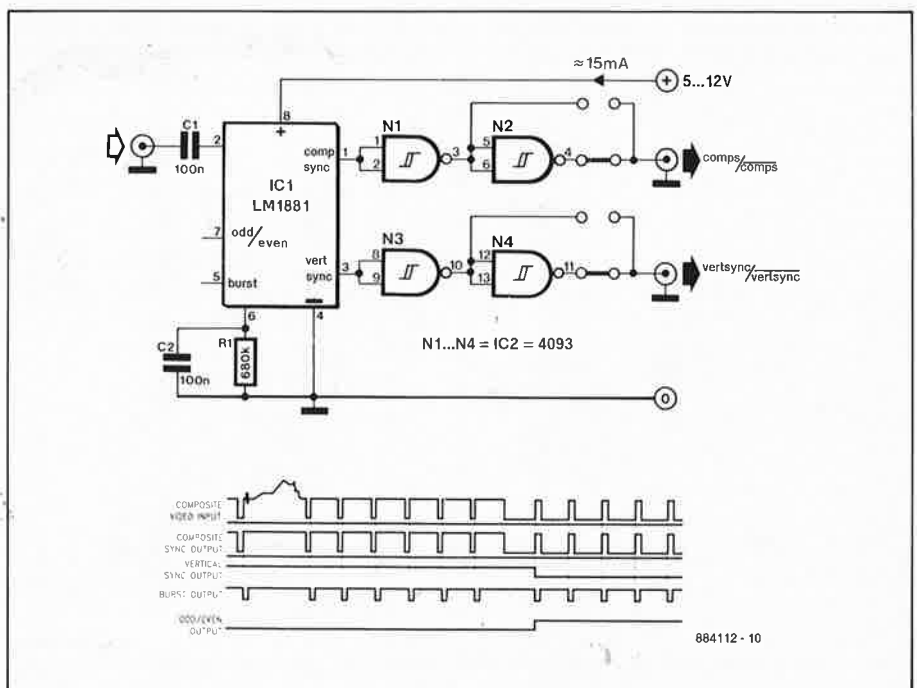 ≈15mA
+ 5...12V
C1
100n
2
8
+
comp
sync
1
IC1
LM1881
7
odd/even
5
burst
vert
sync
3
6
4
N1
1
2
3
N2
5
6
4
comps/comps
N3
8
9
10
N4
12
13
11
vertsync/vertsync
C2
100n
R1
680k
N1...N4 = IC2 = 4093
0
COMPOSITE
VIDEO INPUT
COMPOSITE
SYNC OUTPUT
VERTICAL
SYNC OUTPUT
BURST OUTPUT
ODD/EVEN
OUTPUT
884112 - 10